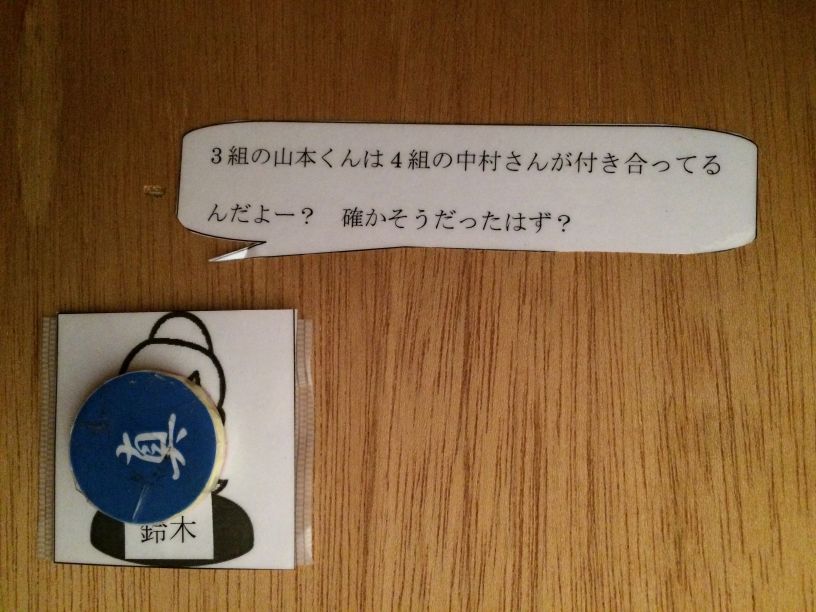 3組の山本くんは4組の中村さんが付き合ってる
んだよー？　確かそうだったはず？
真
鈴木